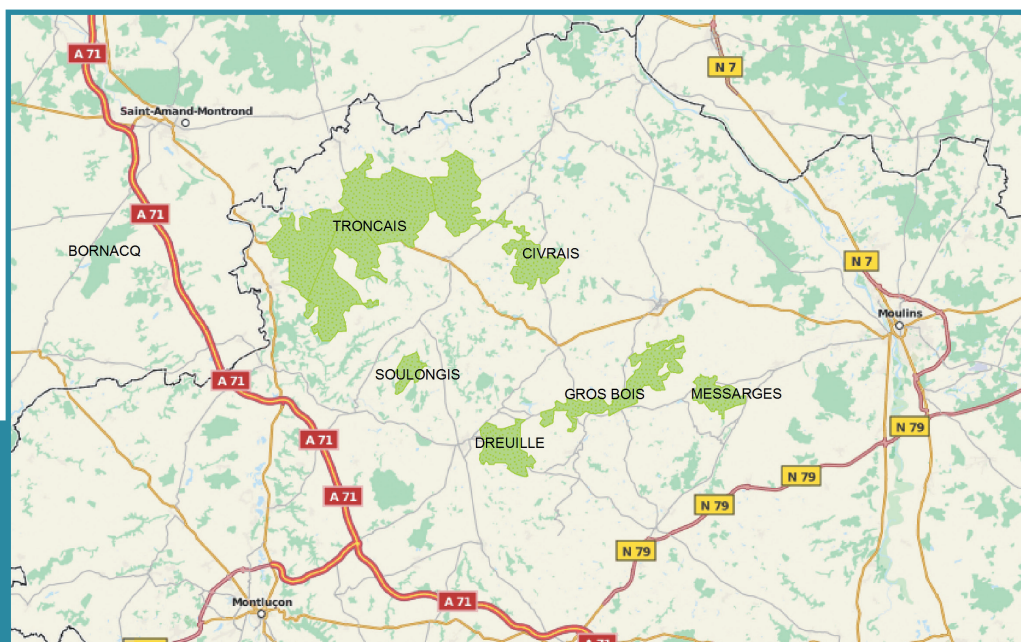 A 71
N 7
Saint-Amand-Montrond
A 71
TRONCAIS
BORNACQ
CIVRAIS
N 7
Moulins
SOULONGIS
A 71
GROS BOIS
MESSARGES
N 79
A 71
DREUILLE
N 79
A 71
N 79
N 79
Montluçon
A 71
A 71